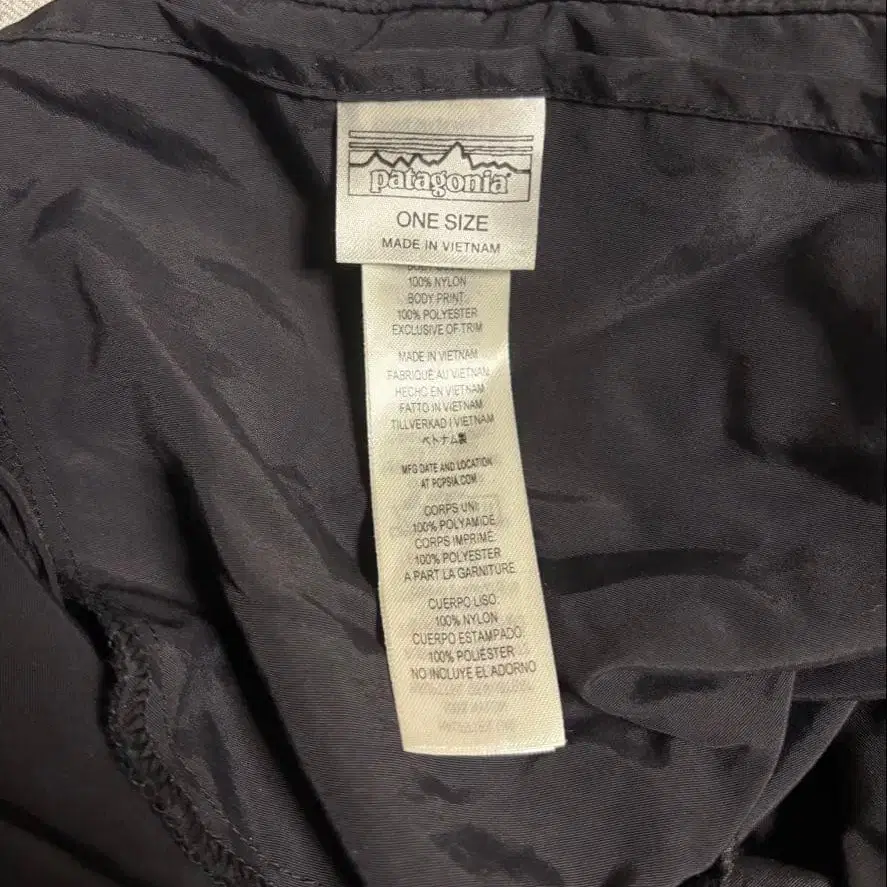 patagonia
ONE SIZE
MADE IN VIETNAM
100% NYLON
BODY PRINT:
100% POLYESTER
EXCLUSIVE OF TRIM
MADE IN VIETNAM
FABRIQUÉ AU VIETNAM
HECHO EN VIETNAM
FATTO IN VIETNAM
TILLVERKAD I VIETNAM
ベトナム製
MFG DATE AND LOCATION
AT PCPSIA.COM
CORPS UNI:
100% POLYAMIDE
CORPS IMPRIMÉ:
100% POLYESTER
A PART LA GARNITURE
CUERPO LISO:
100% NYLON
CUERPO ESTAMPADO:
100% POLIÉSTER
NO INCLUYE EL ADORNO